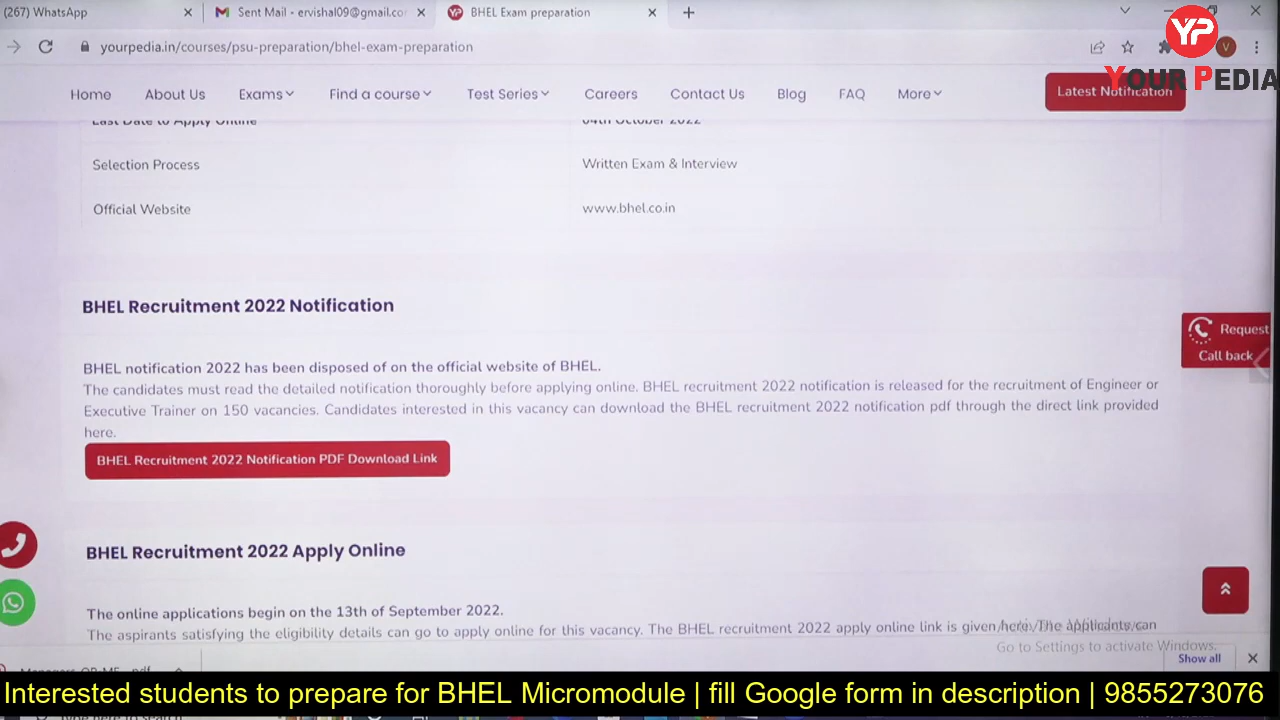 (267) WhatsApp
Sent Mail - ervishal09@gmail.co
BHEL Exam preparation
yourpedia.in/courses/psu-preparation/bhel-exam-preparation
V
YP
YOUR PEDIA
Home About Us Exams Find a course Test Series Careers Contact Us Blog FAQ More Latest Notification
Last Date to Apply Online 04th October 2022
Selection Process Written Exam & Interview
Official Website www.bhel.co.in
BHEL Recruitment 2022 Notification
Request
Call back
BHEL notification 2022 has been disposed of on the official website of BHEL.
The candidates must read the detailed notification thoroughly before applying online. BHEL recruitment 2022 notification is released for the recruitment of Engineer or
Executive Trainer on 150 vacancies. Candidates interested in this vacancy can download the BHEL recruitment 2022 notification pdf through the direct link provided
here.
BHEL Recruitment 2022 Notification PDF Download Link
BHEL Recruitment 2022 Apply Online
The online applications begin on the 13th of September 2022.
The aspirants satisfying the eligibility details can go to apply online for this vacancy. The BHEL recruitment 2022 apply online link is given here. The applicants can
Go to Settings to activate Windows.
Show all
Interested students to prepare for BHEL Micromodule | fill Google form in description | 9855273076